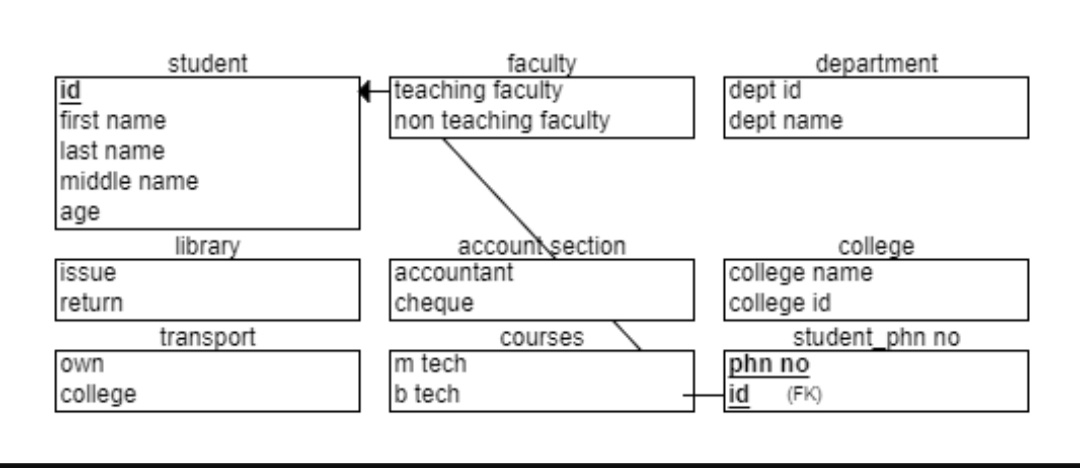 student
id
first name
last name
middle name
age
faculty
teaching faculty
non teaching faculty
department
dept id
dept name
library
issue
return
account section
accountant
cheque
college
college name
college id
transport
own
college
courses
m tech
b tech
student_phn no
phn no
id (FK)